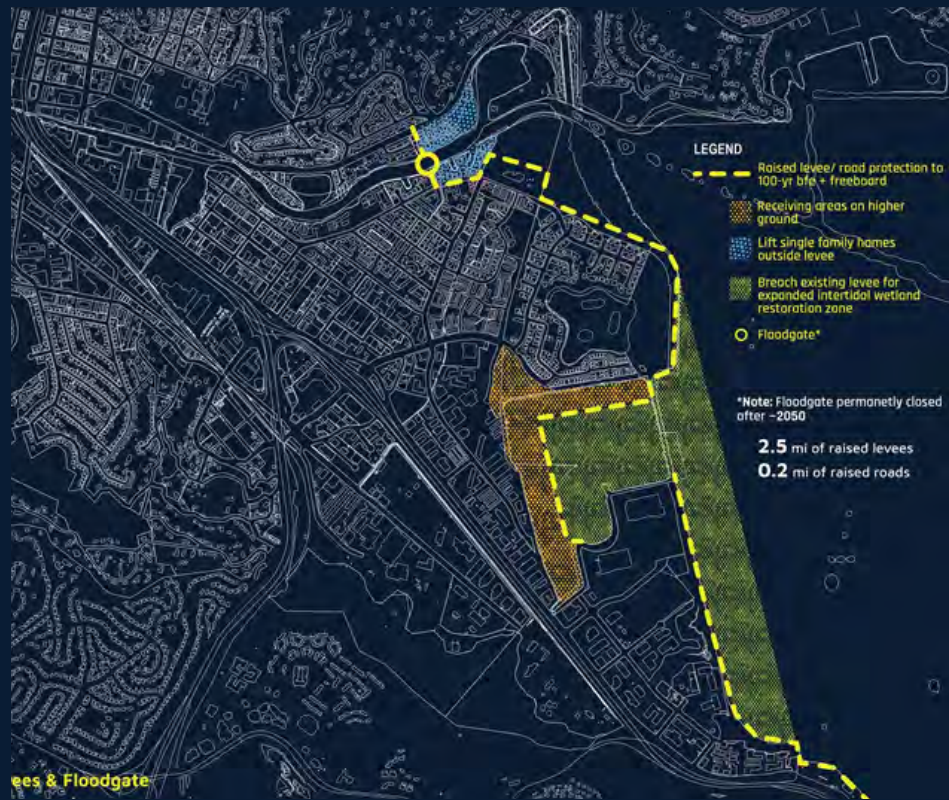 LEGEND
Raised levee/ road protection to
100-yr bfe + freeboard
Receiving areas on higher
ground
Lift single family homes
outside levee
Breach existing levee for
expanded intertidal wetland
restoration zone
Floodgate*
*Note: Floodgate permanetly closed
after ~2050
2.5 mi of raised levees
0.2 mi of raised roads
ees & Floodgate